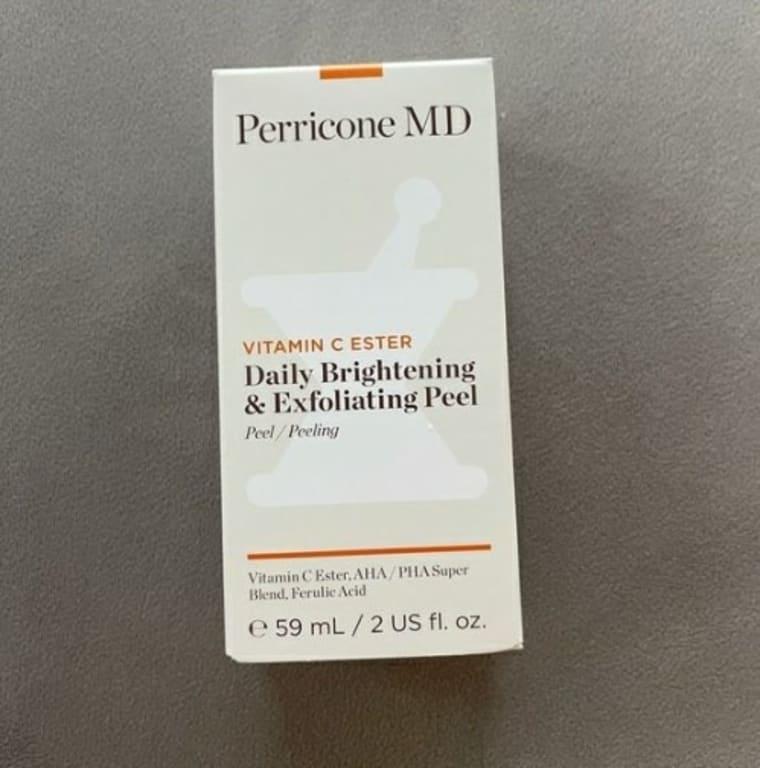 Perricone MD
VITAMIN C ESTER
Daily Brightening
& Exfoliating Peel
Peel / Peeling
Vitamin C Ester, AHA / PHA Super
Blend, Ferulic Acid
℮ 59 mL / 2 US fl. oz.